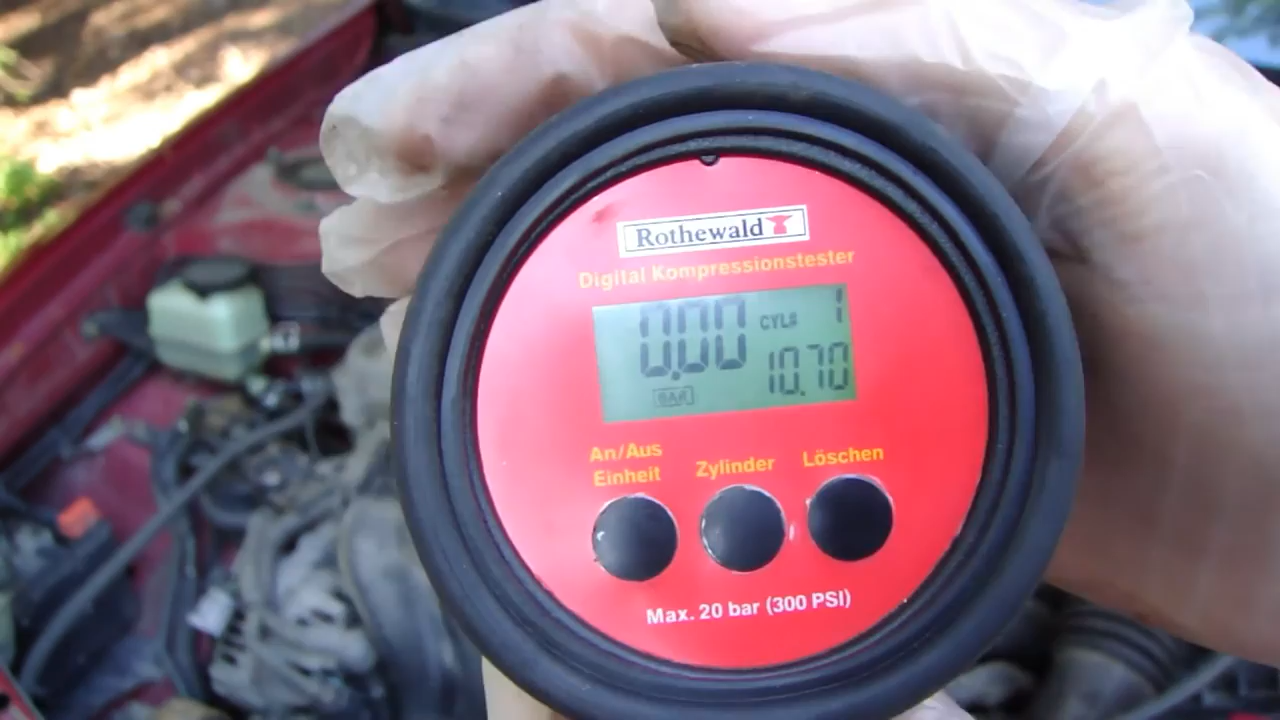 Rothewald
Digital Kompressionstester
0.00 CYL# 1
BAR 10.70
An/Aus
Einheit Zylinder Löschen
Max. 20 bar (300 PSI)